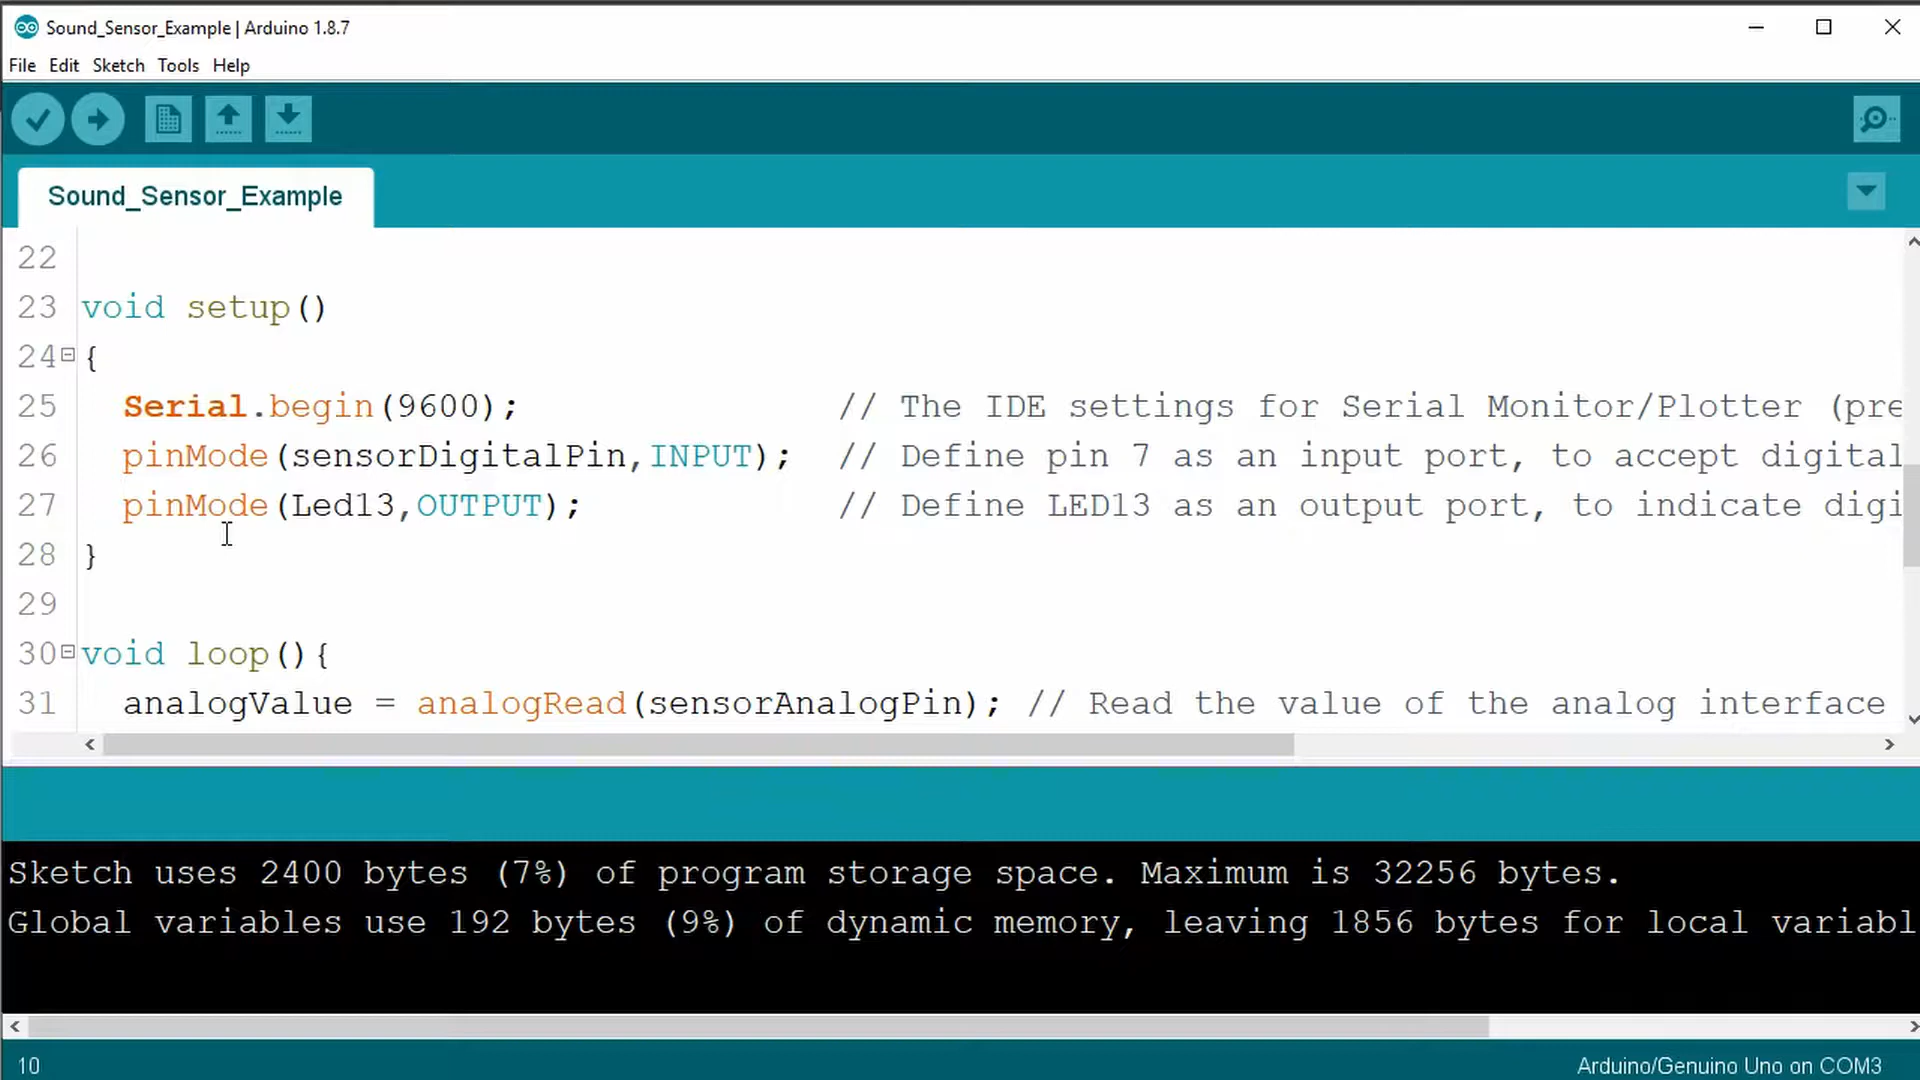 Sound_Sensor_Example | Arduino 1.8.7
File Edit Sketch Tools Help
Sound_Sensor_Example
22
23 void setup()
24 {
25 Serial.begin(9600); // The IDE settings for Serial Monitor/Plotter (pre
26 pinMode(sensorDigitalPin,INPUT); // Define pin 7 as an input port, to accept digital
27 pinMode(Led13,OUTPUT); // Define LED13 as an output port, to indicate digi
28 }
29
30 void loop(){
31 analogValue = analogRead(sensorAnalogPin); // Read the value of the analog interface
Sketch uses 2400 bytes (7%) of program storage space. Maximum is 32256 bytes.
Global variables use 192 bytes (9%) of dynamic memory, leaving 1856 bytes for local variabl
10 Arduino/Genuino Uno on COM3